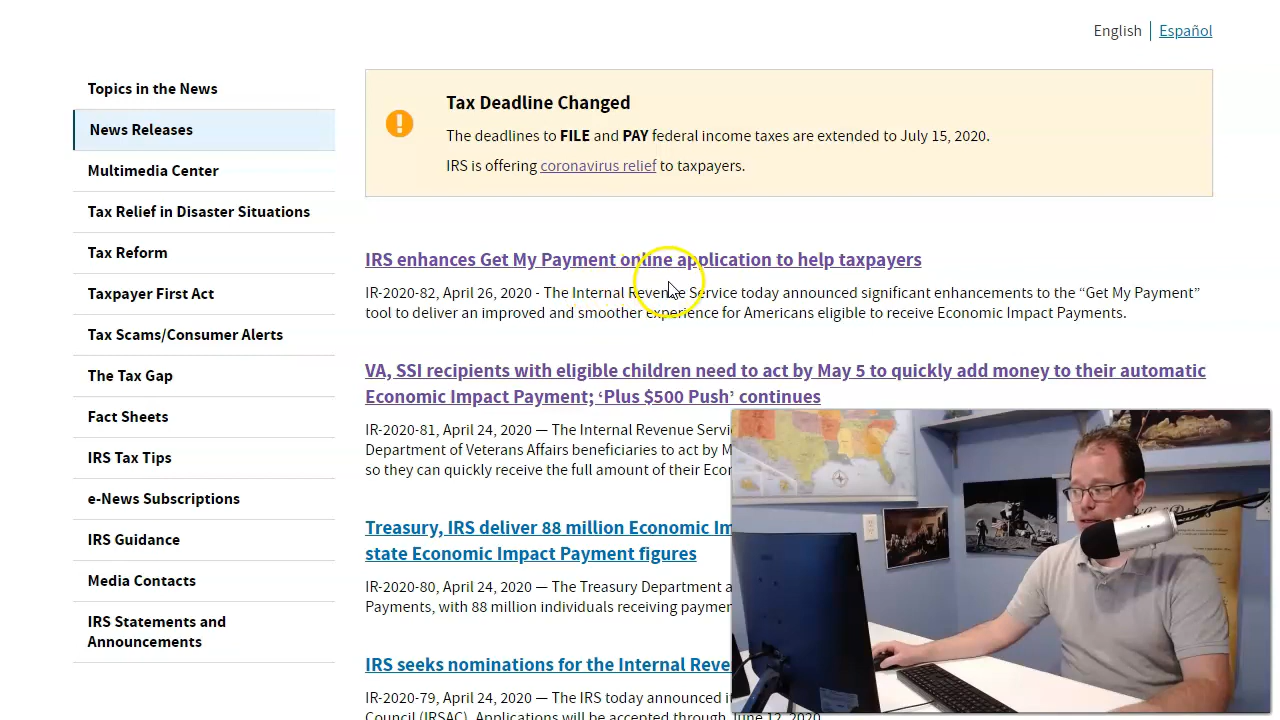 English | Español
Topics in the News
News Releases
Multimedia Center
Tax Relief in Disaster Situations
Tax Reform
Taxpayer First Act
Tax Scams/Consumer Alerts
The Tax Gap
Fact Sheets
IRS Tax Tips
e-News Subscriptions
IRS Guidance
Media Contacts
IRS Statements and
Announcements
Tax Deadline Changed
The deadlines to FILE and PAY federal income taxes are extended to July 15, 2020.
IRS is offering coronavirus relief to taxpayers.
IRS enhances Get My Payment online application to help taxpayers
IR-2020-82, April 26, 2020 - The Internal Revenue Service today announced significant enhancements to the “Get My Payment”
tool to deliver an improved and smoother experience for Americans eligible to receive Economic Impact Payments.
VA, SSI recipients with eligible children need to act by May 5 to quickly add money to their automatic
Economic Impact Payment; ‘Plus $500 Push’ continues
IR-2020-81, April 24, 2020 — The Internal Revenue
Department of Veterans Affairs beneficiaries to act by
so they can quickly receive the full amount of their
Treasury, IRS deliver 88 million Economic
state Economic Impact Payment figures
IR-2020-80, April 24, 2020 — The Treasury Department
Payments, with 88 million individuals receiving
IRS seeks nominations for the Internal
IR-2020-79, April 24, 2020 — The IRS today announced
Council (IRSAC). Applications will be accepted through June 12, 2020.